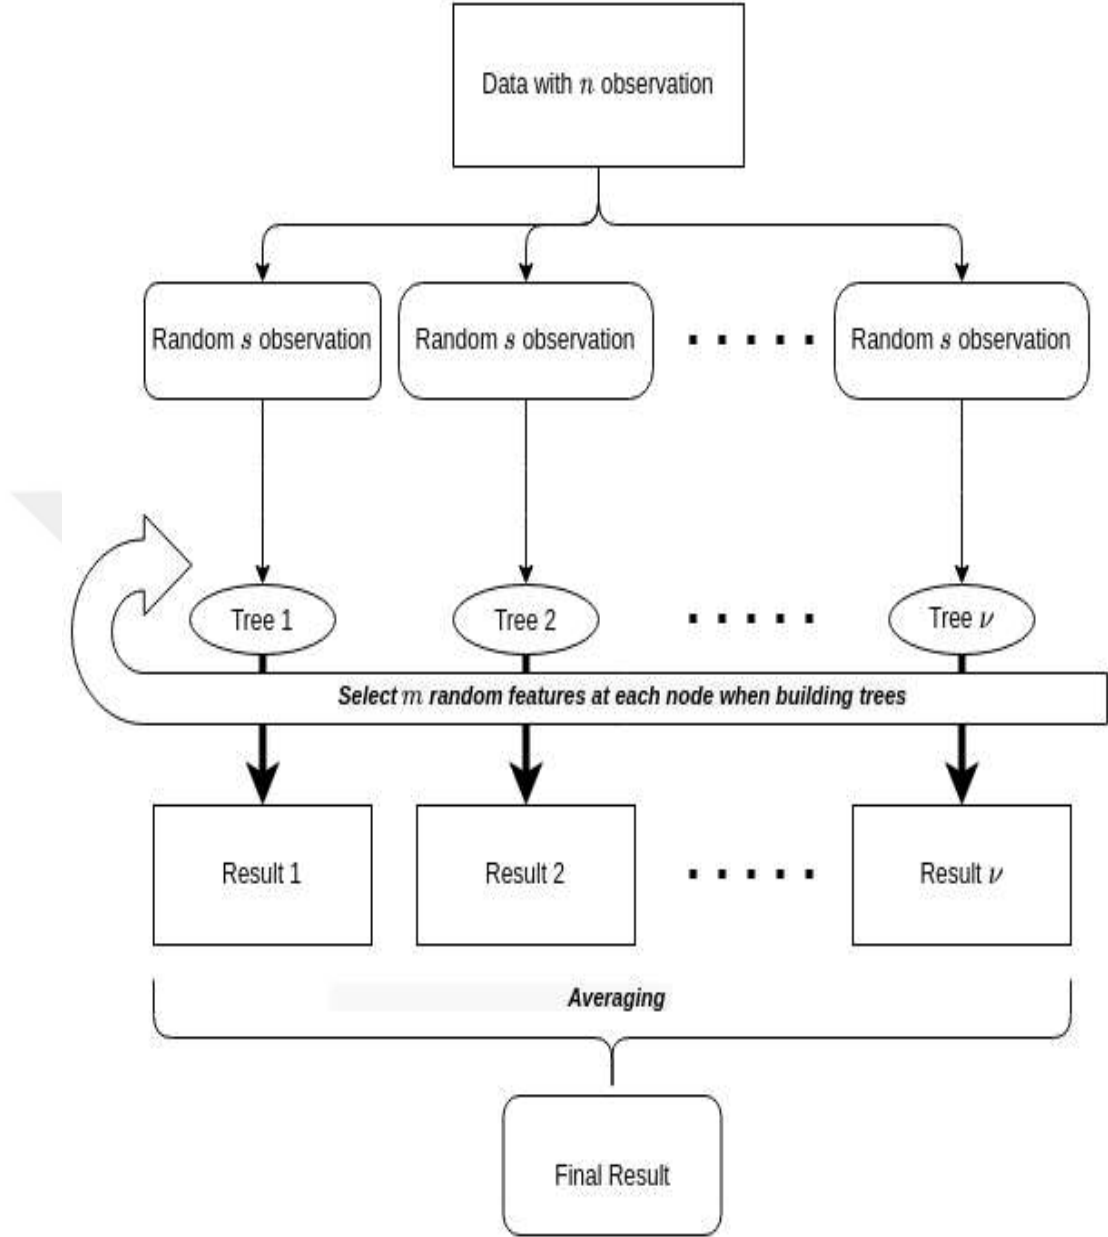 Data with n observation
Random s observation
Random s observation
Random s observation
Tree 1
Tree 2
Tree ν
Select m random features at each node when building trees
Result 1
Result 2
Result ν
Averaging
Final Result